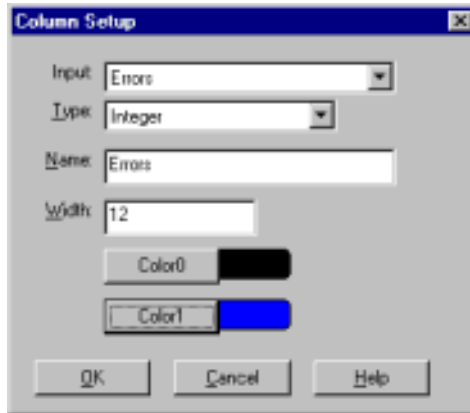 Column Setup
Input: Errors
Type: Integer
Name: Errors
Width: 12
Color0
Color1
OK Cancel Help